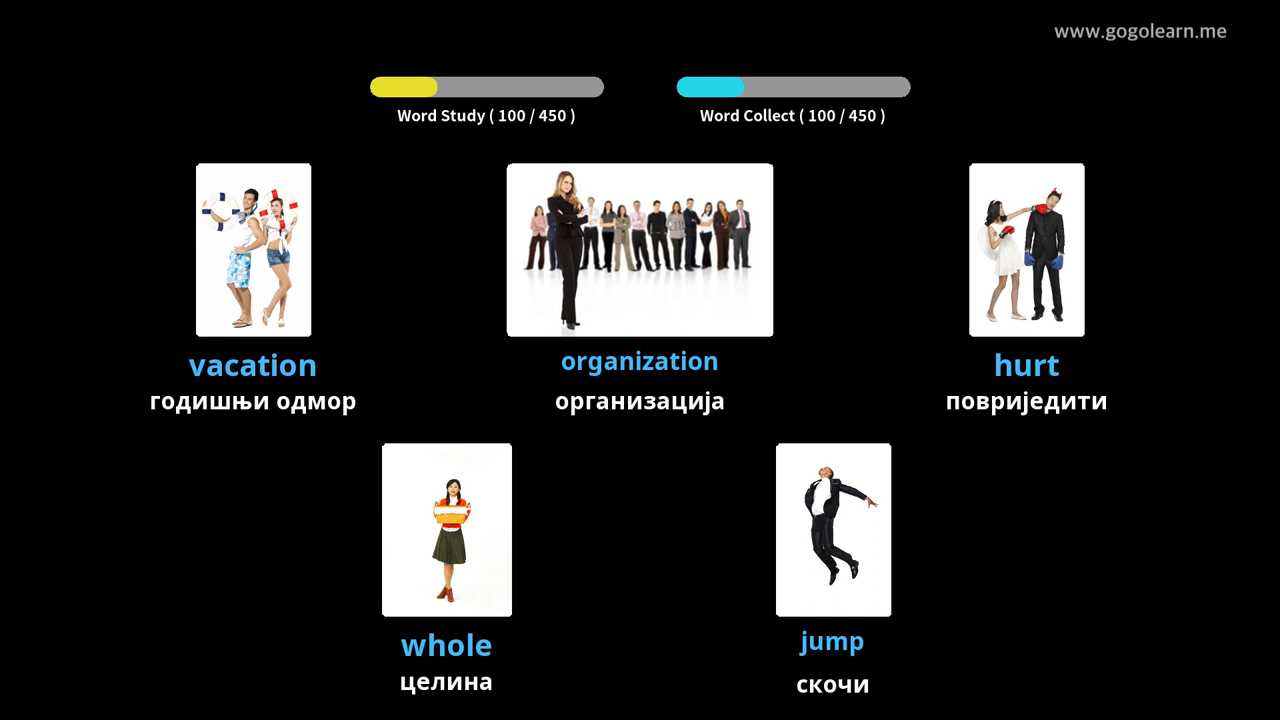 www.gogolearn.me
Word Study ( 100 / 450 )
Word Collect ( 100 / 450 )
vacation
годишњи одмор
organization
организација
hurt
повриједити
whole
целина
jump
скочи